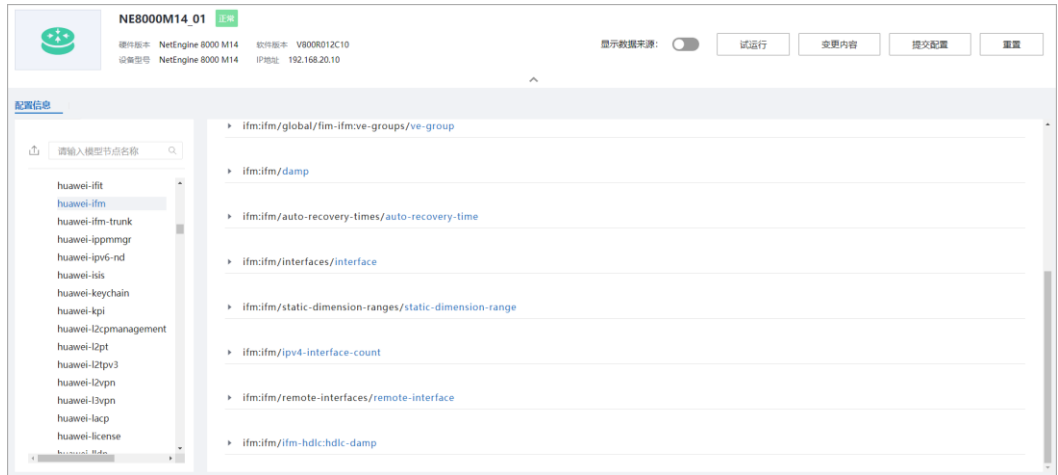 NE8000M14_01 正常
硬件版本 NetEngine 8000 M14 软件版本 V800R012C10
设备型号 NetEngine 8000 M14 IP地址 192.168.20.10
显示数据来源: 试运行 变更内容 提交配置 重置
配置信息
请输入模型节点名称
huawei-ifit
huawei-ifm
huawei-ifm-trunk
huawei-ippmmgr
huawei-ipv6-nd
huawei-isis
huawei-keychain
huawei-kpi
huawei-l2cpmanagement
huawei-l2pt
huawei-l2tpv3
huawei-l2vpn
huawei-l3vpn
huawei-lacp
huawei-license
huawei-lldp
ifm:ifm/global/fim-ifm:ve-groups/ve-group
ifm:ifm/damp
ifm:ifm/auto-recovery-times/auto-recovery-time
ifm:ifm/interfaces/interface
ifm:ifm/static-dimension-ranges/static-dimension-range
ifm:ifm/ipv4-interface-count
ifm:ifm/remote-interfaces/remote-interface
ifm:ifm/ifm-hdlc:hdlc-damp